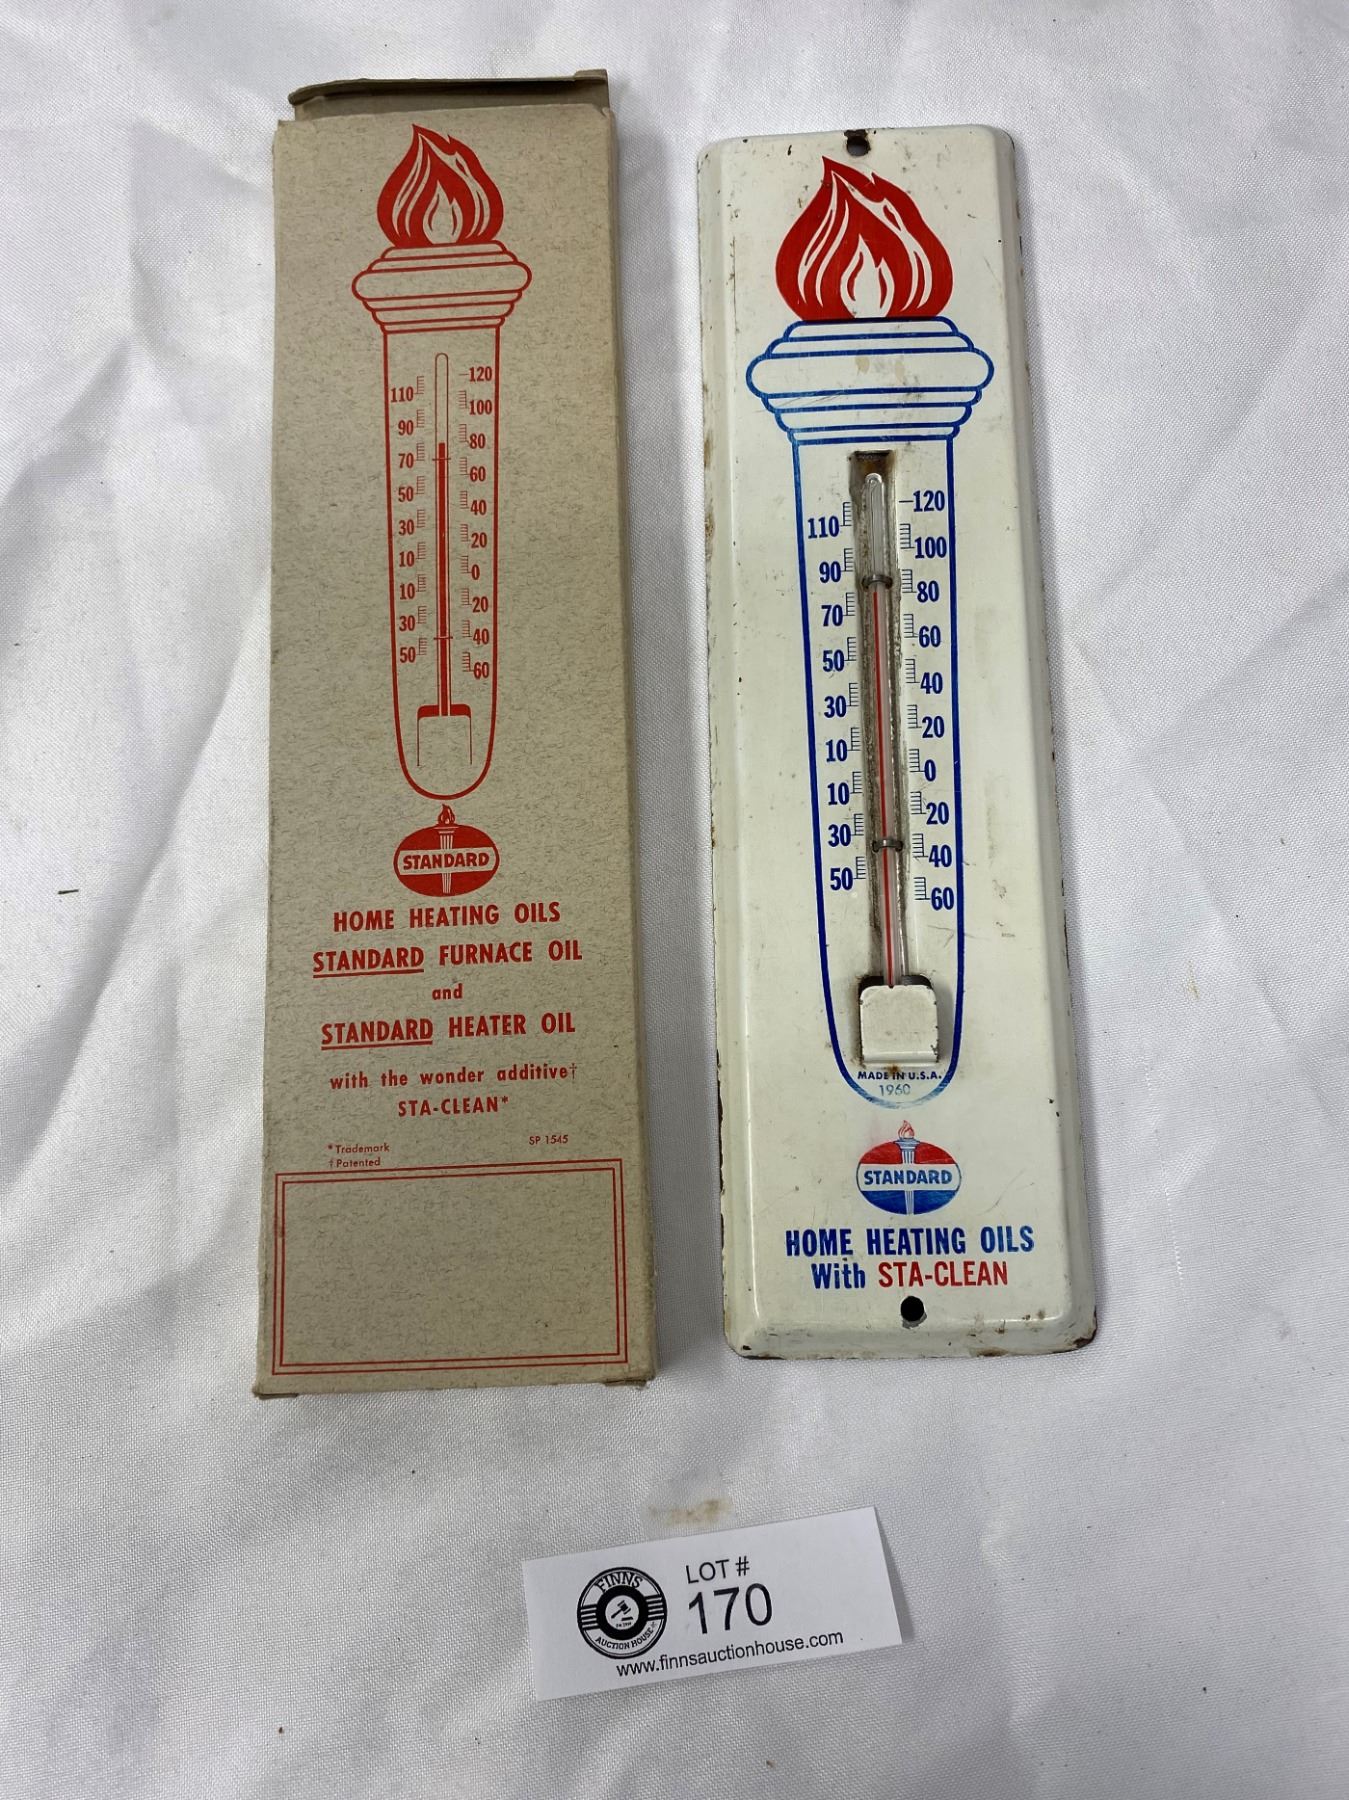 120
110
100
90
80
70
60
50
40
30
20
10
0
10
20
30
40
50
60
STANDARD
HOME HEATING OILS
STANDARD FURNACE OIL
and
STANDARD HEATER OIL
with the wonder additive†
STA-CLEAN*
*Trademark
SP 1545
†Patented
120
110
100
90
80
70
60
50
40
30
20
10
0
10
20
30
40
50
60
MADE IN U.S.A.
1960
STANDARD
HOME HEATING OILS
With STA-CLEAN
LOT #
170
FINNS
AUCTION HOUSE
www.finnsauctionhouse.com